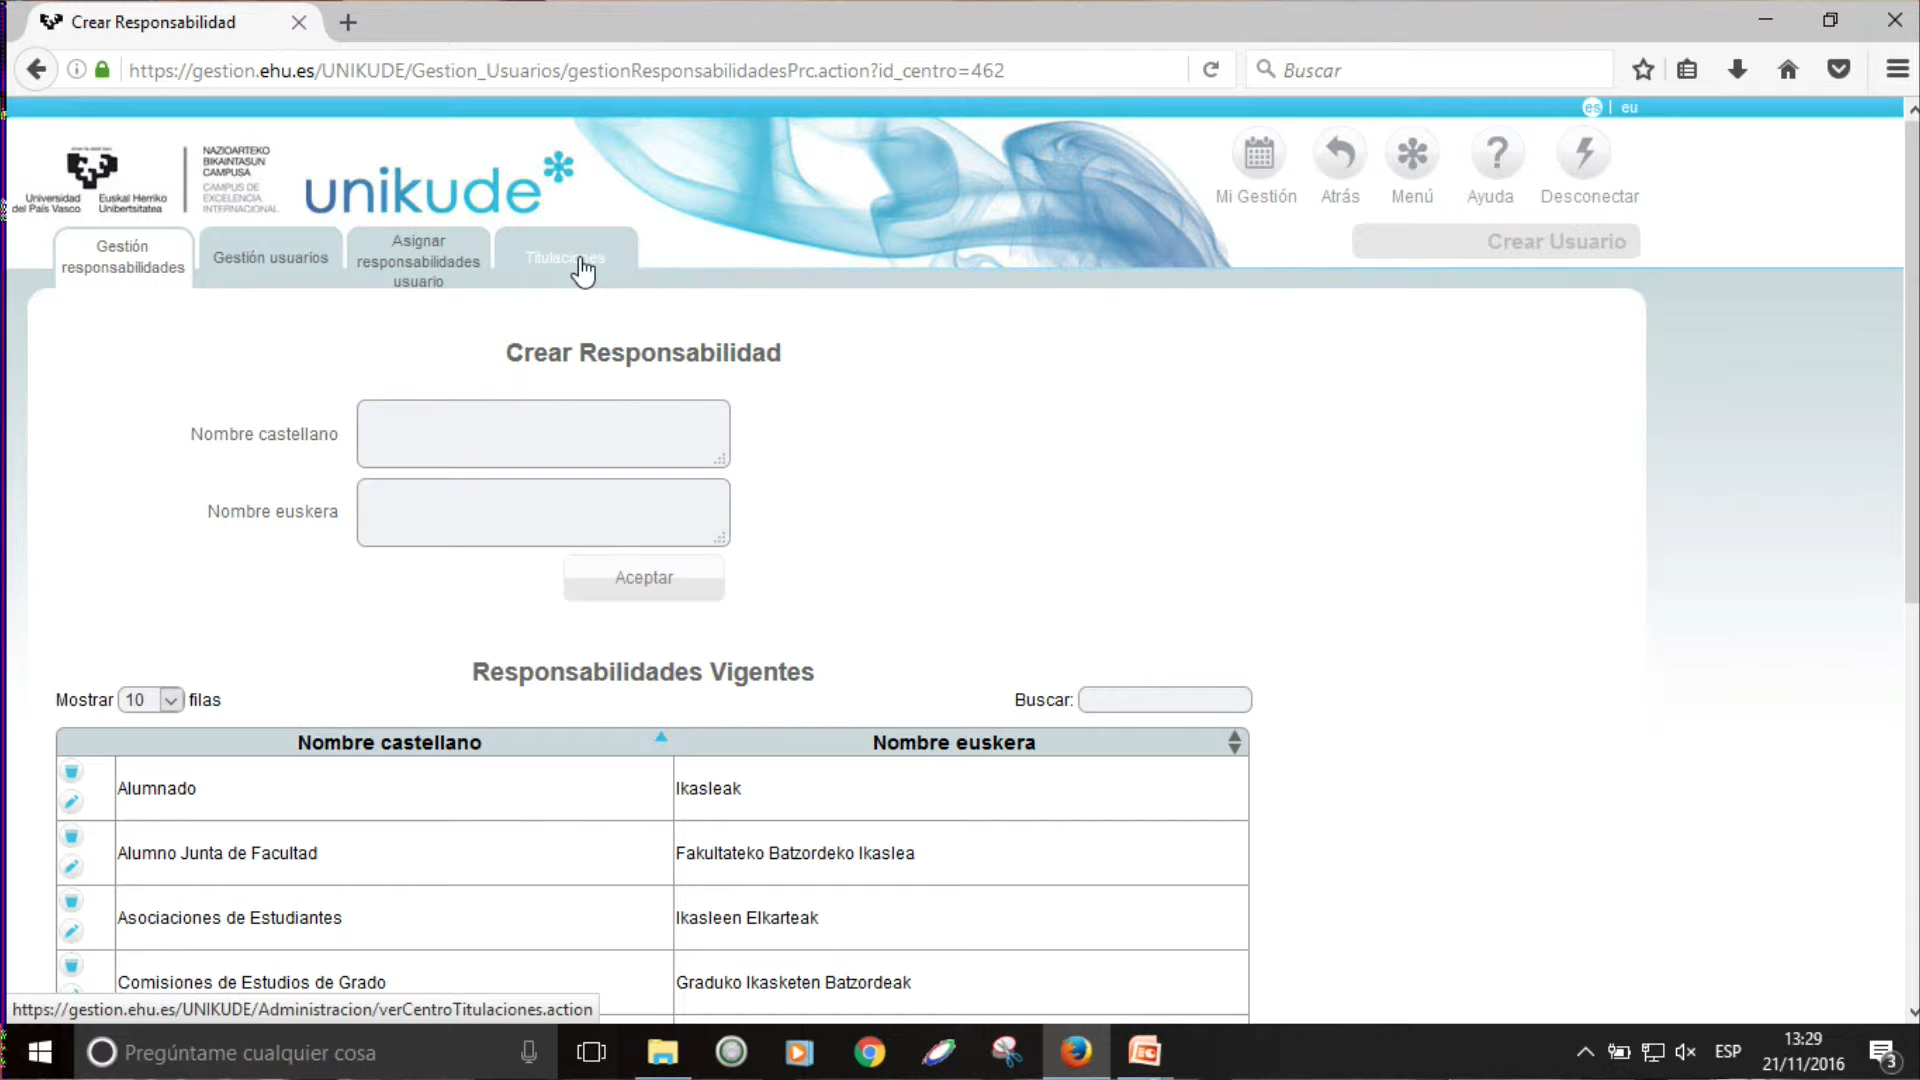 Crear Responsabilidad
https://gestion.ehu.es/UNIKUDE/Gestion_Usuarios/gestionResponsabilidadesPrc.action?id_centro=462
Buscar
es | eu
NAZIOARTEKO
BIKAINTASUN
CAMPUSA
CAMPUS DE
EXCELENCIA
INTERNACIONAL
Universidad del País Vasco
Euskal Herriko Unibertsitatea
unikude
Mi Gestión
Atrás
Menú
Ayuda
Desconectar
Crear Usuario
Gestión responsabilidades
Gestión usuarios
Asignar responsabilidades usuario
Titulaciones
Crear Responsabilidad
Nombre castellano
Nombre euskera
Aceptar
Responsabilidades Vigentes
Mostrar 10 filas
Buscar:
Nombre castellano Nombre euskera
Alumnado Ikasleak
Alumno Junta de Facultad Fakultateko Batzordeko Ikaslea
Asociaciones de Estudiantes Ikasleen Elkarteak
Comisiones de Estudios de Grado Graduko Ikasketen Batzordeak
https://gestion.ehu.es/UNIKUDE/Administracion/verCentroTitulaciones.action
Pregúntame cualquier cosa
ESP
13:29
21/11/2016
3